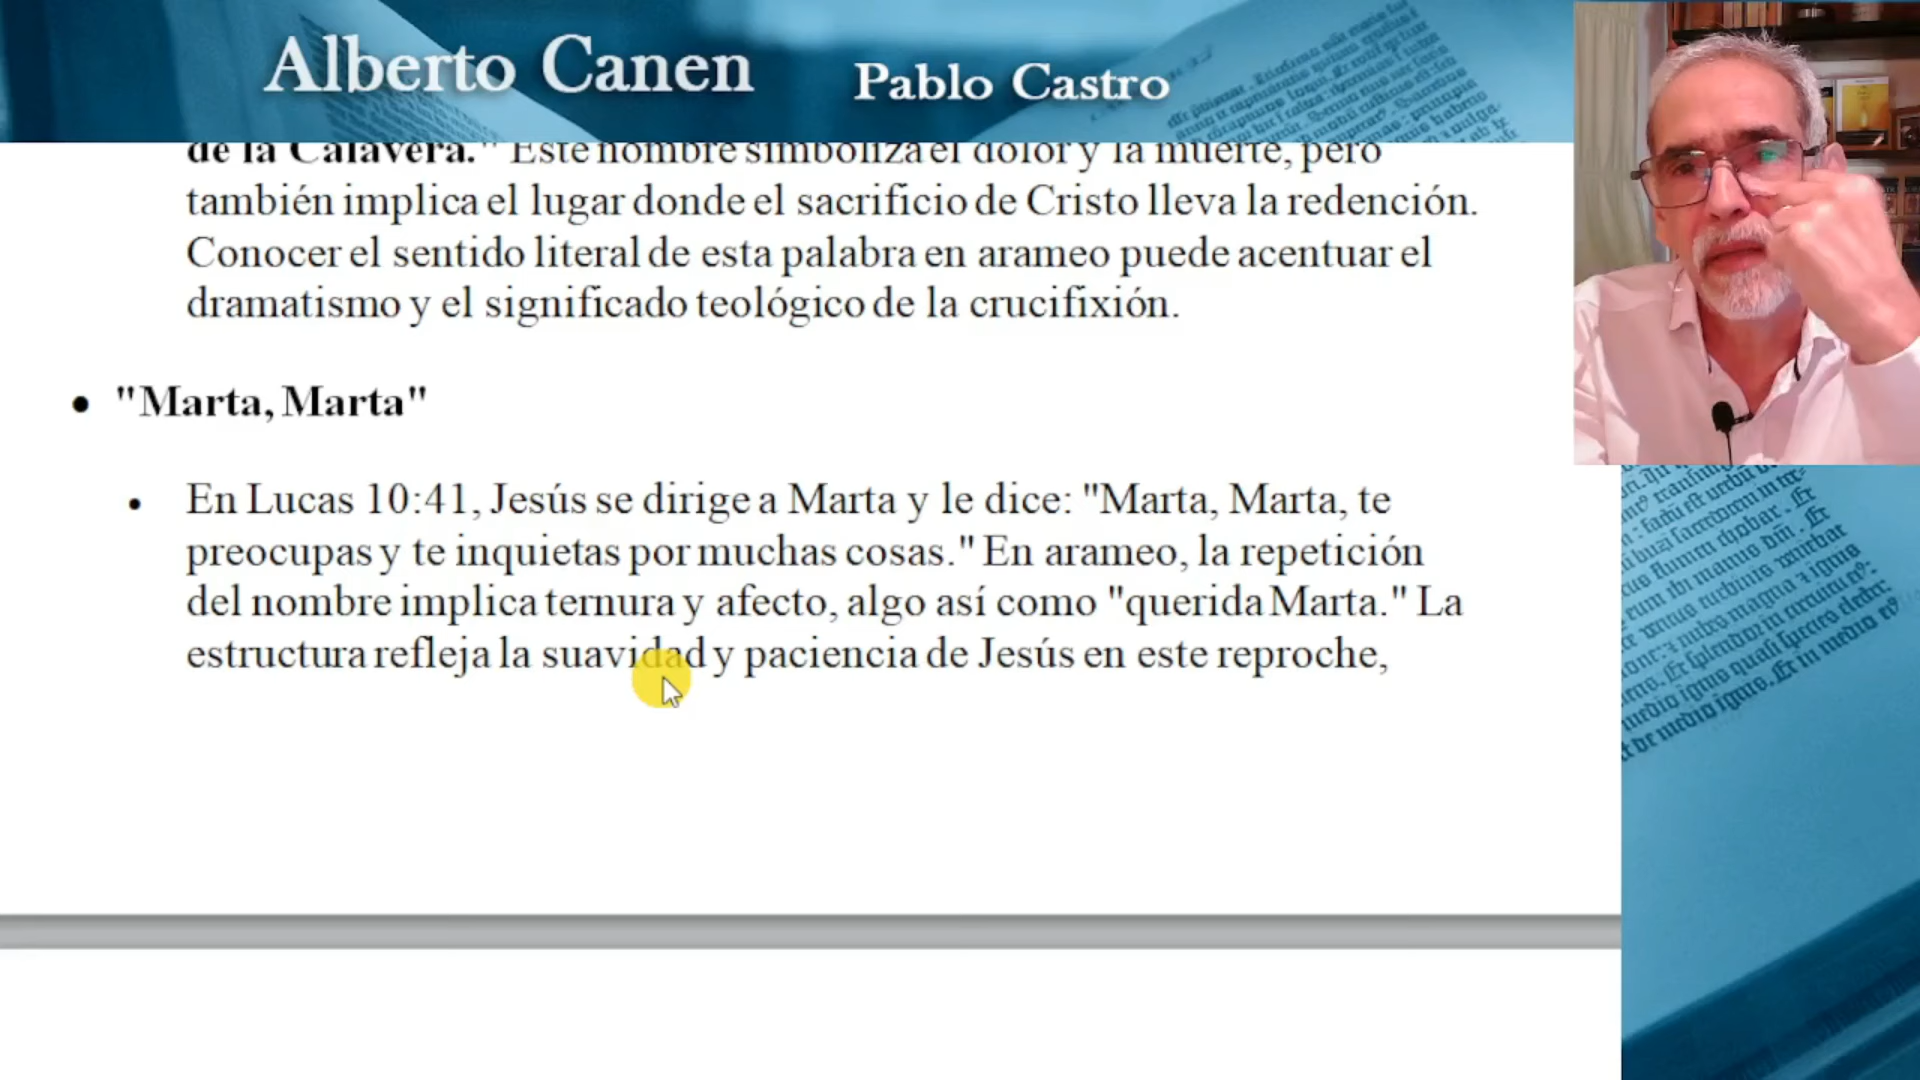 Alberto Canen
Pablo Castro
de la Calavera." Este nombre simboliza el dolor y la muerte, pero
también implica el lugar donde el sacrificio de Cristo lleva la redención.
Conocer el sentido literal de esta palabra en arameo puede acentuar el
dramatismo y el significado teológico de la crucifixión.
• "Marta, Marta"
• En Lucas 10:41, Jesús se dirige a Marta y le dice: "Marta, Marta, te
preocupas y te inquietas por muchas cosas." En arameo, la repetición
del nombre implica ternura y afecto, algo así como "querida Marta." La
estructura refleja la suavidad y paciencia de Jesús en este reproche,